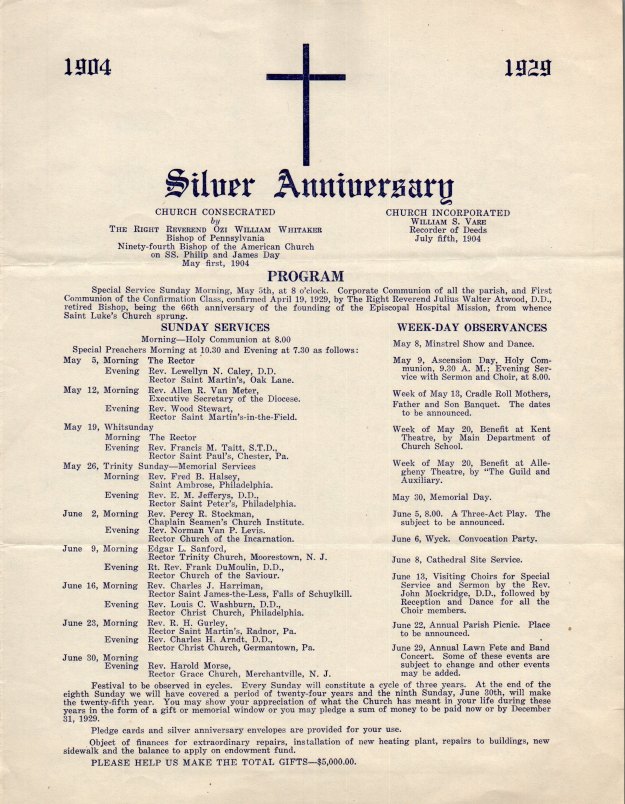 1904
1929
Silver Anniversary
CHURCH CONSECRATED
by
THE RIGHT REVEREND OZI WILLIAM WHITAKER
Bishop of Pennsylvania
Ninety-fourth Bishop of the American Church
on SS. Philip and James Day
May first, 1904
CHURCH INCORPORATED
WILLIAM S. VARE
Recorder of Deeds
July fifth, 1904
PROGRAM
Special Service Sunday Morning, May 5th, at 8 o'clock. Corporate Communion of all the parish, and First
Communion of the Confirmation Class, confirmed April 19, 1929, by The Right Reverend Julius Walter Atwood, D.D.,
retired Bishop, being the 66th anniversary of the founding of the Episcopal Hospital Mission, from whence
Saint Luke's Church sprung.
SUNDAY SERVICES
Morning—Holy Communion at 8.00
Special Preachers Morning at 10.30 and Evening at 7.30 as follows:
May 5, Morning The Rector
Evening Rev. Lewellyn N. Caley, D.D.
Rector Saint Martin's, Oak Lane.
May 12, Morning Rev. Allen R. Van Meter,
Executive Secretary of the Diocese.
Evening Rev. Wood Stewart,
Rector Saint Martin's-in-the-Field.
May 19, Whitsunday
Morning The Rector
Evening Rev. Francis M. Taitt, S.T.D.,
Rector Saint Paul's, Chester, Pa.
May 26, Trinity Sunday—Memorial Services
Morning Rev. Fred B. Halsey,
Saint Ambrose, Philadelphia.
Evening Rev. E. M. Jefferys, D.D.,
Rector Saint Peter's, Philadelphia.
June 2, Morning Rev. Percy R. Stockman,
Chaplain Seamen's Church Institute.
Evening Rev. Norman Van P. Levis.
Rector Church of the Incarnation.
June 9, Morning Edgar L. Sanford,
Rector Trinity Church, Moorestown, N. J.
Evening Rt. Rev. Frank DuMoulin, D.D.,
Rector Church of the Saviour.
June 16, Morning Rev. Charles J. Harriman,
Rector Saint James-the-Less, Falls of Schuylkill.
Evening Rev. Louis C. Washburn, D.D.,
Rector Christ Church, Philadelphia.
June 23, Morning Rev. R. H. Gurley,
Rector Saint Martin's, Radnor, Pa.
Evening Rev. Charles H. Arndt, D.D.,
Rector Christ Church, Germantown, Pa.
June 30, Morning
Evening Rev. Harold Morse,
Rector Grace Church, Merchantville, N. J.
WEEK-DAY OBSERVANCES
May 8, Minstrel Show and Dance.
May 9, Ascension Day, Holy Com-
munion, 9.30 A. M.; Evening Ser-
vice with Sermon and Choir, at 8.00.
Week of May 13, Cradle Roll Mothers,
Father and Son Banquet. The dates
to be announced.
Week of May 20, Benefit at Kent
Theatre, by Main Department of
Church School.
Week of May 20, Benefit at Alle-
gheny Theatre, by "The Guild and
Auxiliary.
May 30, Memorial Day.
June 5, 8.00. A Three-Act Play. The
subject to be announced.
June 6, Wyck. Convocation Party.
June 8, Cathedral Site Service.
June 13, Visiting Choirs for Special
Service and Sermon by the Rev.
John Mockridge, D.D., followed by
Reception and Dance for all the
Choir members.
June 22, Annual Parish Picnic. Place
to be announced.
June 29, Annual Lawn Fete and Band
Concert. Some of these events are
subject to change and other events
may be added.
Festival to be observed in cycles. Every Sunday will constitute a cycle of three years. At the end of the
eighth Sunday we will have covered a period of twenty-four years and the ninth Sunday, June 30th, will make
the twenty-fifth year. You may show your appreciation of what the Church has meant in your life during these
years in the form of a gift or memorial window or you may pledge a sum of money to be paid now or by December
31, 1929.
Pledge cards and silver anniversary envelopes are provided for your use.
Object of finances for extraordinary repairs, installation of new heating plant, repairs to buildings, new
sidewalk and the balance to apply on endowment fund.
PLEASE HELP US MAKE THE TOTAL GIFTS—$5,000.00.